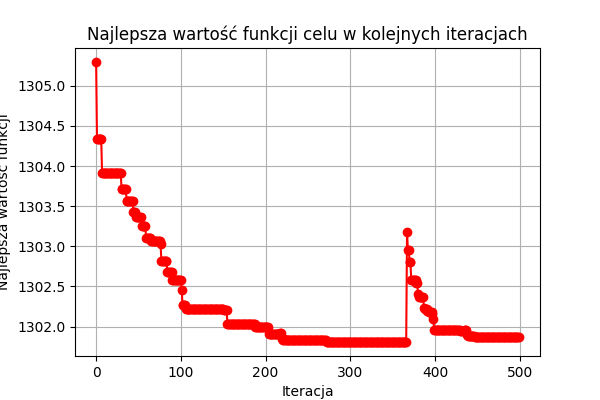 Najlepsza wartość funkcji celu w kolejnych iteracjach
Najlepsza wartość funkcji
1305.0
1304.5
1304.0
1303.5
1303.0
1302.5
1302.0
0 100 200 300 400 500
Iteracja